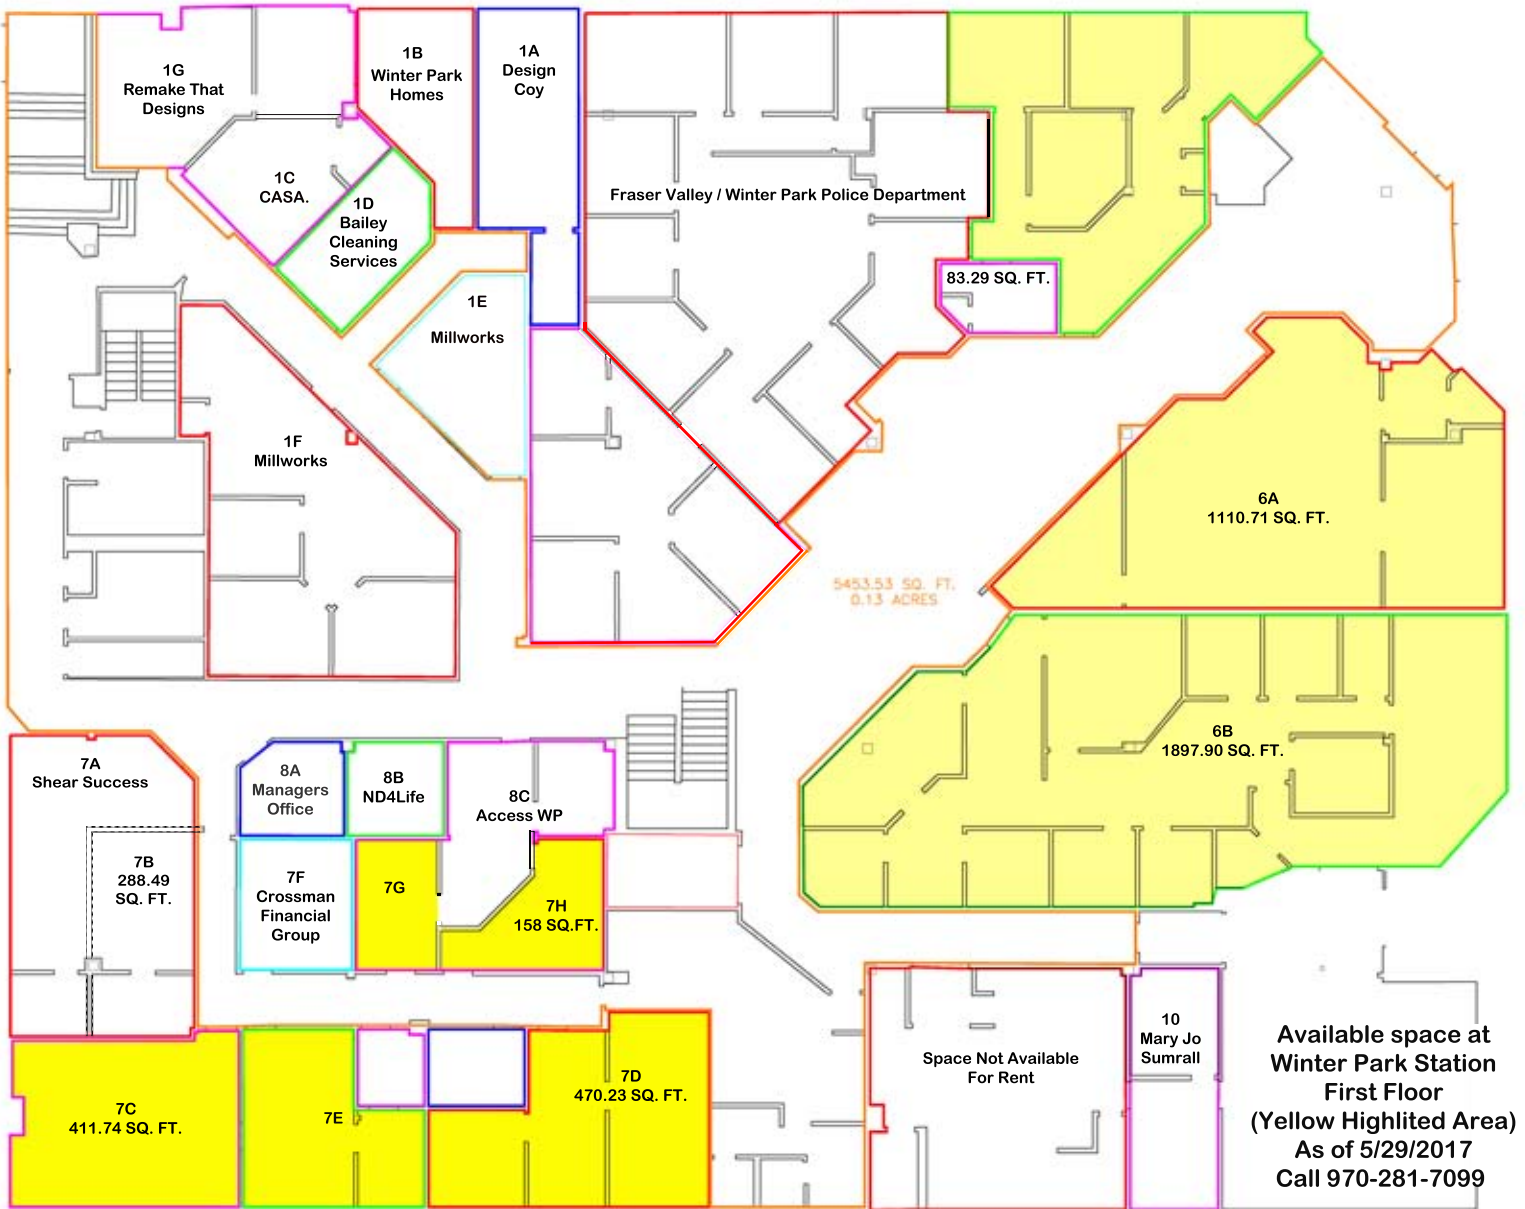 1G
Remake That
Designs
1B
Winter Park
Homes
1A
Design
Coy
1C
CASA.
1D
Bailey
Cleaning
Services
Fraser Valley / Winter Park Police Department
83.29 SQ. FT.
1E
Millworks
1F
Millworks
6A
1110.71 SQ. FT.
5453.53 SQ. FT.
0.13 ACRES
6B
1897.90 SQ. FT.
7A
Shear Success
8A
Managers
Office
8B
ND4Life
8C
Access WP
7B
288.49
SQ. FT.
7F
Crossman
Financial
Group
7G
7H
158 SQ.FT.
7C
411.74 SQ. FT.
7E
7D
470.23 SQ. FT.
Space Not Available
For Rent
10
Mary Jo
Sumrall
Available space at
Winter Park Station
First Floor
(Yellow Highlited Area)
As of 5/29/2017
Call 970-281-7099